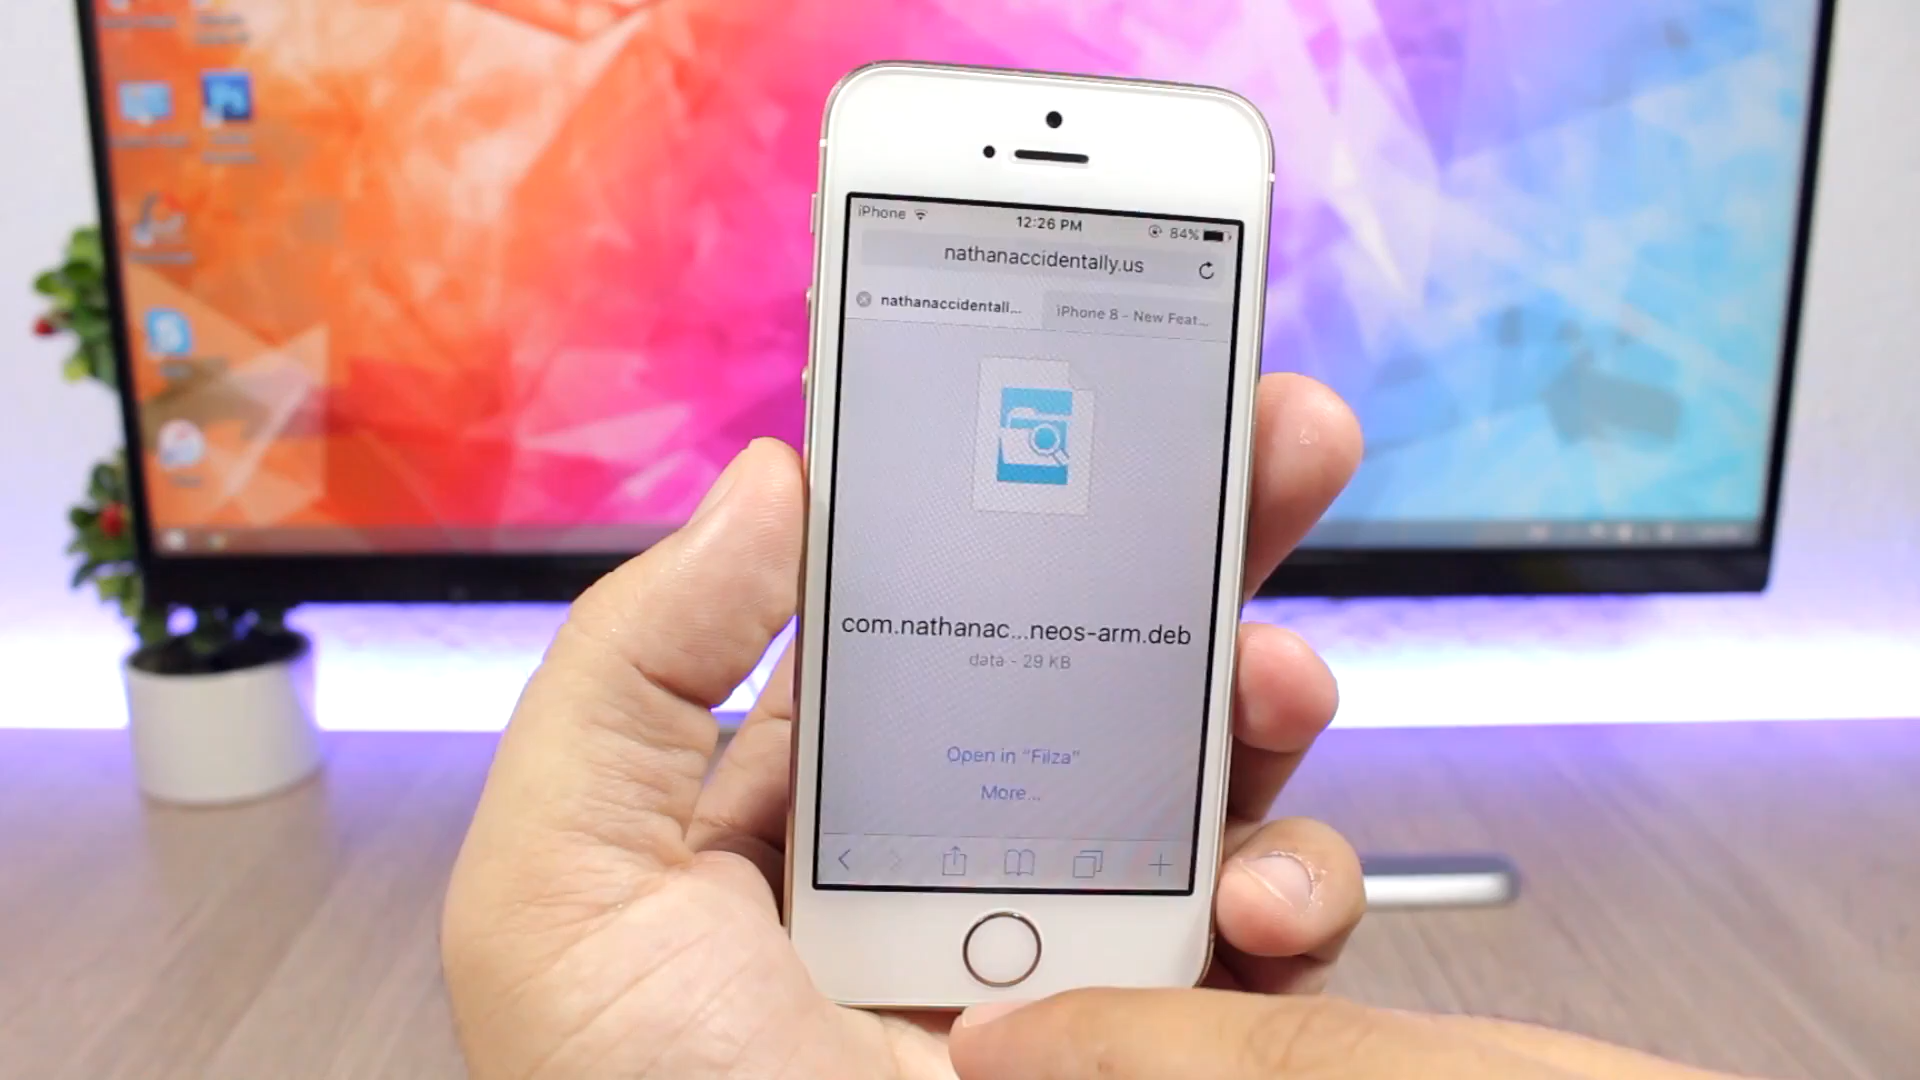 iPhone
12:26 PM
84%
nathanaccidentally.us
nathanaccidentall...
iPhone 8 - New Feat...
com.nathanac...neos-arm.deb
data - 29 KB
Open in "Filza"
More...
Ps